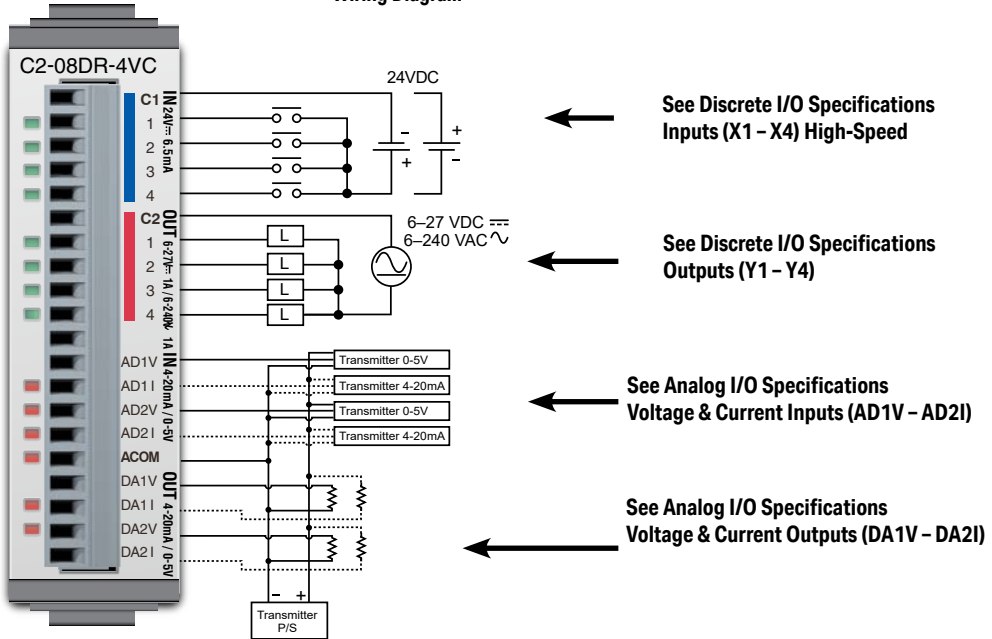 Wiring Diagram
C2-08DR-4VC
C1
1
2
3
4
IN 24V⎓ 6.5mA
C2
1
2
3
4
OUT 6-27V⎓ 1A / 6-240V∿ 1A
AD1V
AD1 I
AD2V
AD2 I
ACOM
IN 4-20mA / 0-5V
DA1V
DA1 I
DA2V
DA2 I
OUT 4-20mA / 0-5V
24VDC
-
+
+
-
L
L
L
L
6–27 VDC ⎓
6–240 VAC ∿
Transmitter 0-5V
Transmitter 4-20mA
Transmitter 0-5V
Transmitter 4-20mA
- +
Transmitter
P/S
See Discrete I/O Specifications
Inputs (X1 – X4) High-Speed
See Discrete I/O Specifications
Outputs (Y1 – Y4)
See Analog I/O Specifications
Voltage & Current Inputs (AD1V – AD2I)
See Analog I/O Specifications
Voltage & Current Outputs (DA1V – DA2I)